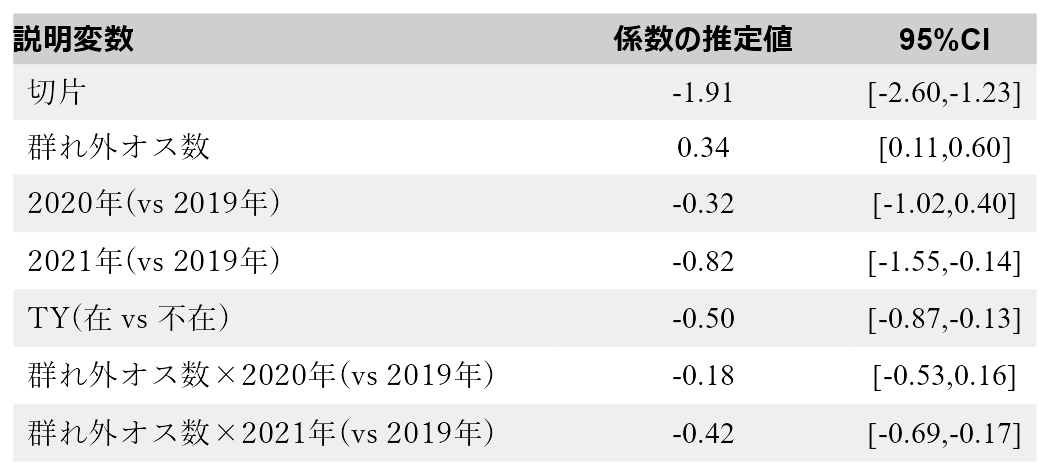 説明変数 係数の推定値 95%CI
切片 -1.91 [-2.60,-1.23]
群れ外オス数 0.34 [0.11,0.60]
2020年(vs 2019年) -0.32 [-1.02,0.40]
2021年(vs 2019年) -0.82 [-1.55,-0.14]
TY(在 vs 不在) -0.50 [-0.87,-0.13]
群れ外オス数×2020年(vs 2019年) -0.18 [-0.53,0.16]
群れ外オス数×2021年(vs 2019年) -0.42 [-0.69,-0.17]